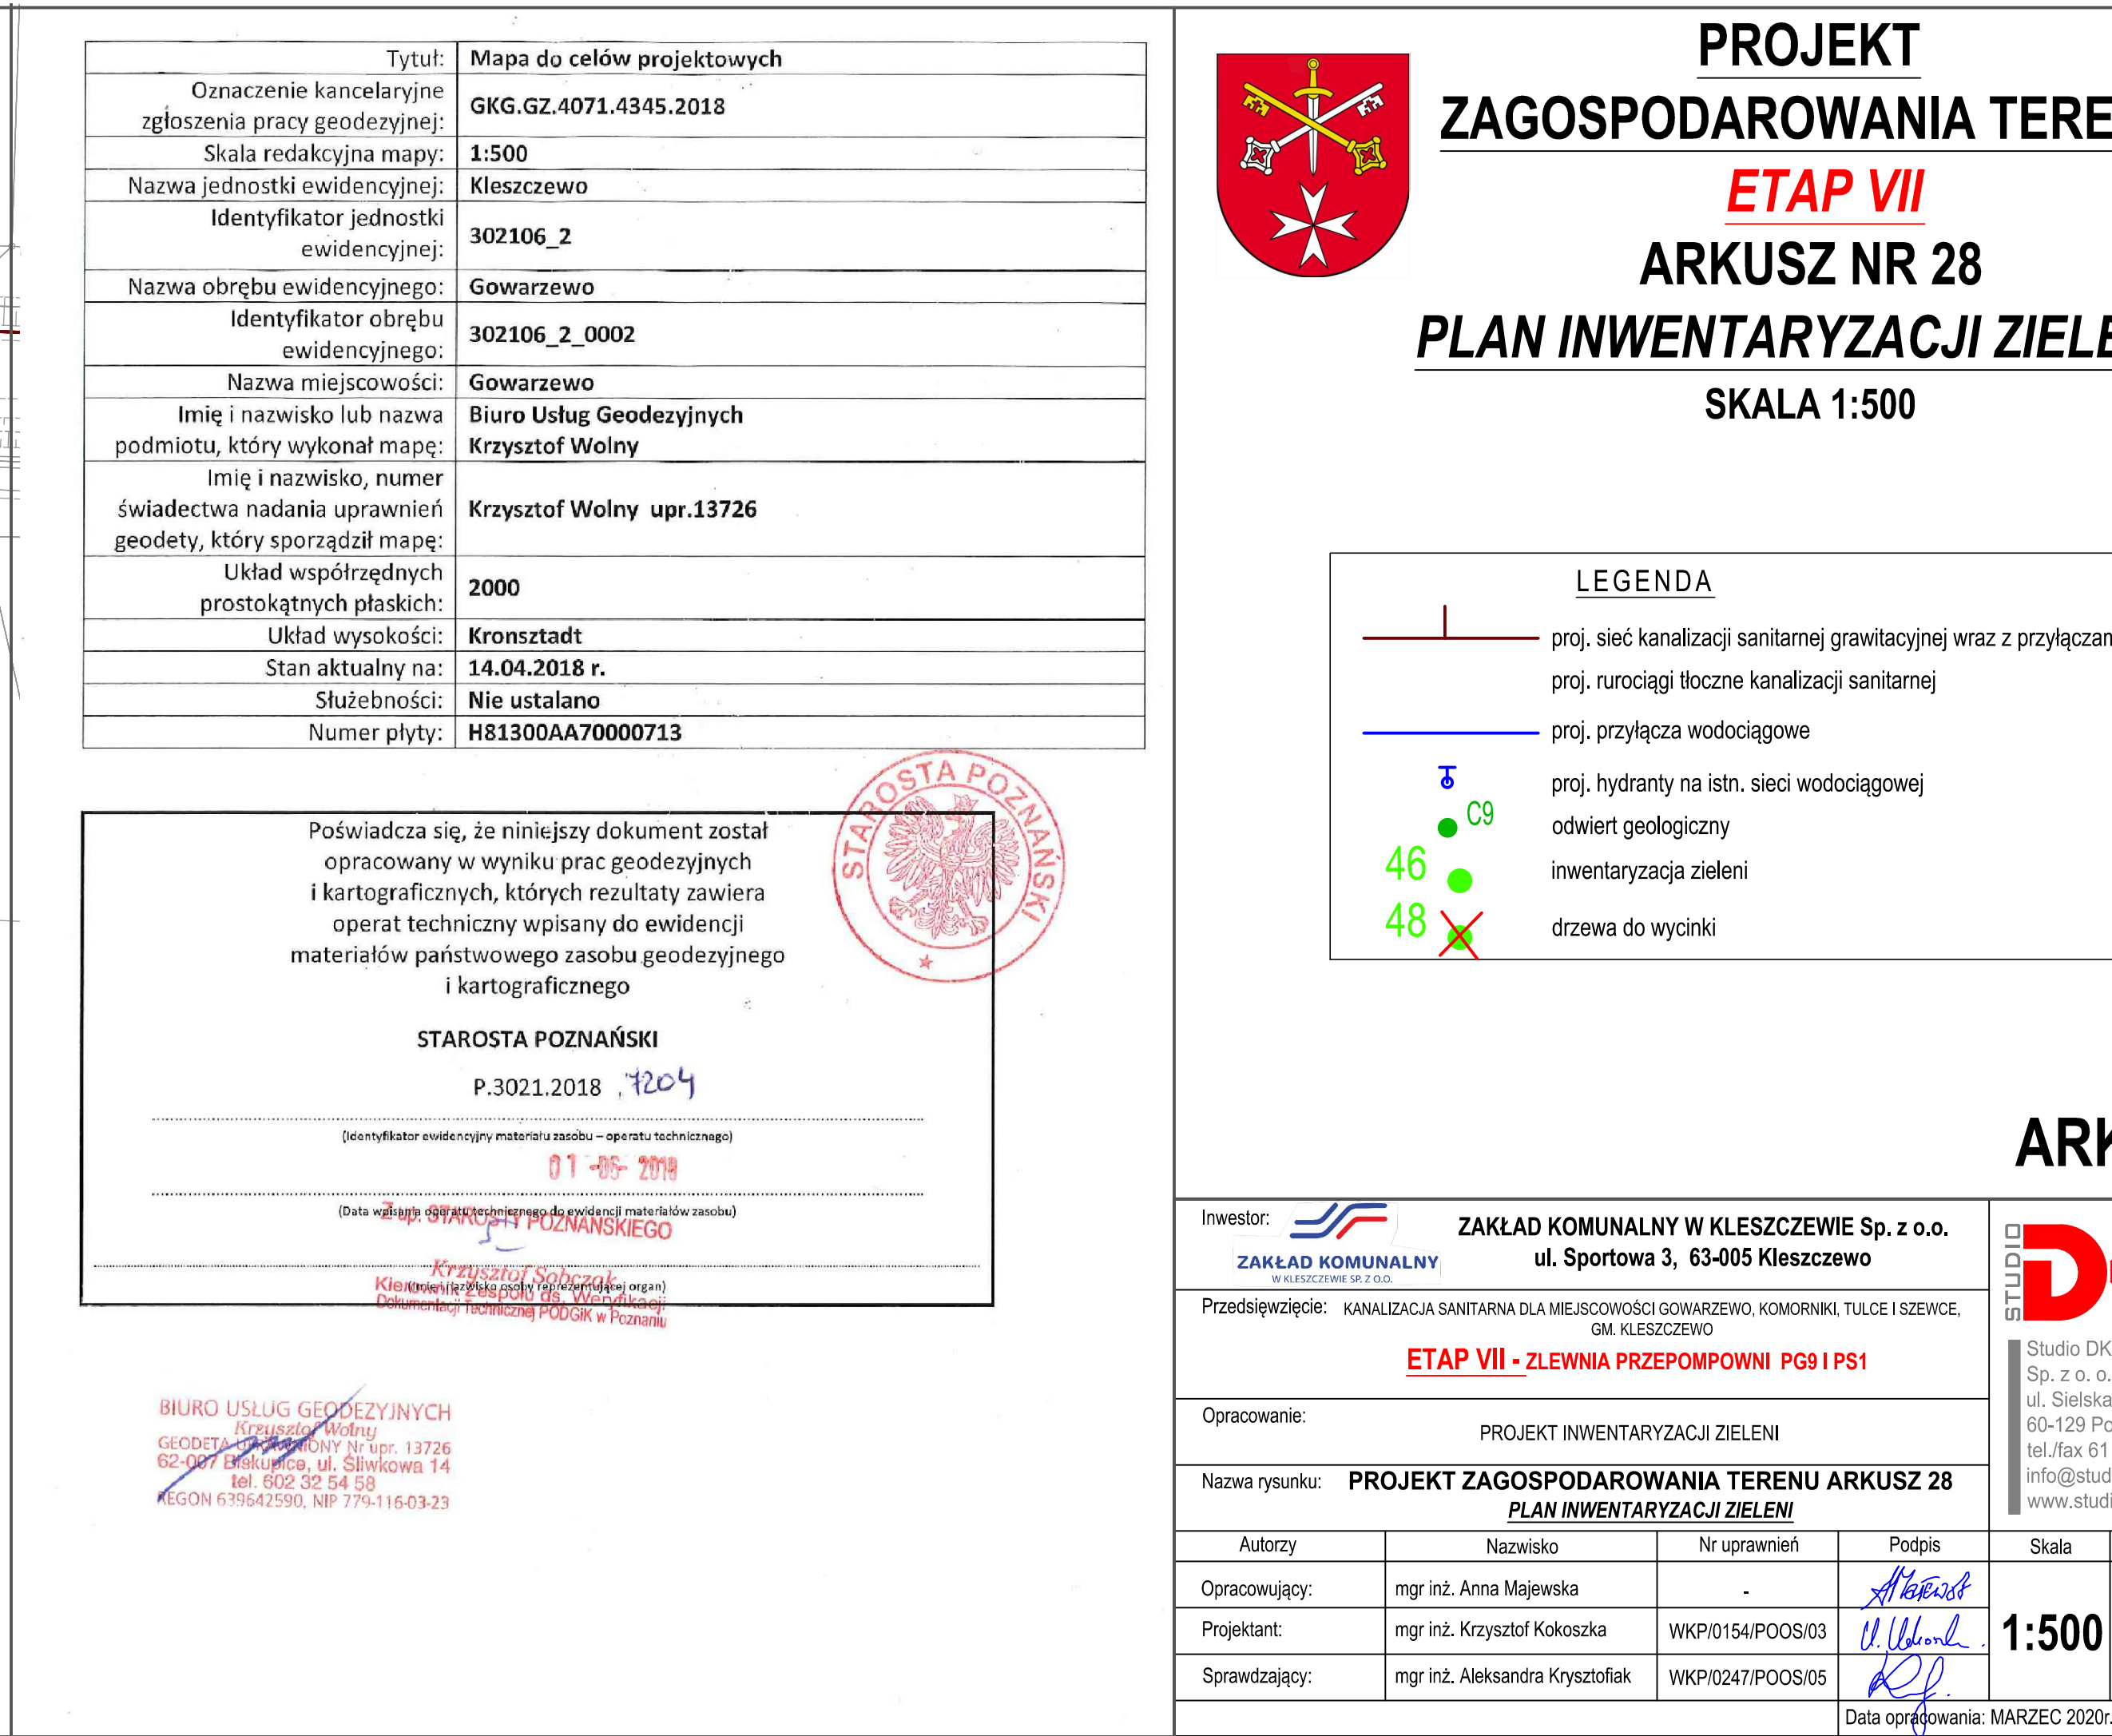 Tytuł: Mapa do celów projektowych
Oznaczenie kancelaryjne
zgłoszenia pracy geodezyjnej: GKG.GZ.4071.4345.2018
Skala redakcyjna mapy: 1:500
Nazwa jednostki ewidencyjnej: Kleszczewo
Identyfikator jednostki
ewidencyjnej: 302106_2
Nazwa obrębu ewidencyjnego: Gowarzewo
Identyfikator obrębu
ewidencyjnego: 302106_2_0002
Nazwa miejscowości: Gowarzewo
Imię i nazwisko lub nazwa Biuro Usług Geodezyjnych
podmiotu, który wykonał mapę: Krzysztof Wolny
Imię i nazwisko, numer
świadectwa nadania uprawnień Krzysztof Wolny upr.13726
geodety, który sporządził mapę:
Układ współrzędnych
prostokątnych płaskich: 2000
Układ wysokości: Kronsztadt
Stan aktualny na: 14.04.2018 r.
Służebności: Nie ustalano
Numer płyty: H81300AA70000713
STAROSTA POZNAŃSKI
Poświadcza się, że niniejszy dokument został
opracowany w wyniku prac geodezyjnych
i kartograficznych, których rezultaty zawiera
operat techniczny wpisany do ewidencji
materiałów państwowego zasobu geodezyjnego
i kartograficznego
STAROSTA POZNAŃSKI
P.3021.2018 . 7204
(Identyfikator ewidencyjny materiału zasobu – operatu technicznego)
01 -06- 2018
(Data wpisania operatu technicznego do ewidencji materiałów zasobu)
Z up. STAROSTY POZNAŃSKIEGO
Krzysztof Sobczak
(Imię i nazwisko osoby reprezentującej organ)
Kierownik Zespołu ds. Weryfikacji
Dokumentacji Technicznej PODGiK w Poznaniu
BIURO USŁUG GEODEZYJNYCH
Krzysztof Wolny
GEODETA UPRAWNIONY Nr upr. 13726
62-007 Biskupice, ul. Śliwkowa 14
tel. 602 32 54 58
REGON 639642590, NIP 779-116-03-23
PROJEKT
ZAGOSPODAROWANIA TERE
ETAP VII
ARKUSZ NR 28
PLAN INWENTARYZACJI ZIELE
SKALA 1:500
LEGENDA
proj. sieć kanalizacji sanitarnej grawitacyjnej wraz z przyłączam
proj. rurociągi tłoczne kanalizacji sanitarnej
proj. przyłącza wodociągowe
proj. hydranty na istn. sieci wodociągowej
C9 odwiert geologiczny
46 inwentaryzacja zieleni
48 drzewa do wycinki
ARK
Inwestor: ZAKŁAD KOMUNALNY W KLESZCZEWIE Sp. z o.o.
ul. Sportowa 3, 63-005 Kleszczewo
ZAKŁAD KOMUNALNY
W KLESZCZEWIE SP. Z O.O.
Przedsięwzięcie: KANALIZACJA SANITARNA DLA MIEJSCOWOŚCI GOWARZEWO, KOMORNIKI, TULCE I SZEWCE,
GM. KLESZCZEWO
ETAP VII - ZLEWNIA PRZEPOMPOWNI PG9 I PS1
Opracowanie:
PROJEKT INWENTARYZACJI ZIELENI
Nazwa rysunku: PROJEKT ZAGOSPODAROWANIA TERENU ARKUSZ 28
PLAN INWENTARYZACJI ZIELENI
STUDIO D
Studio DK
Sp. z o. o.
ul. Sielska
60-129 Po
tel./fax 61
info@stud
www.studi
Autorzy Nazwisko Nr uprawnień Podpis Skala
Opracowujący: mgr inż. Anna Majewska -
Projektant: mgr inż. Krzysztof Kokoszka WKP/0154/POOS/03
1:500
Sprawdzający: mgr inż. Aleksandra Krysztofiak WKP/0247/POOS/05
Data opracowania: MARZEC 2020r.